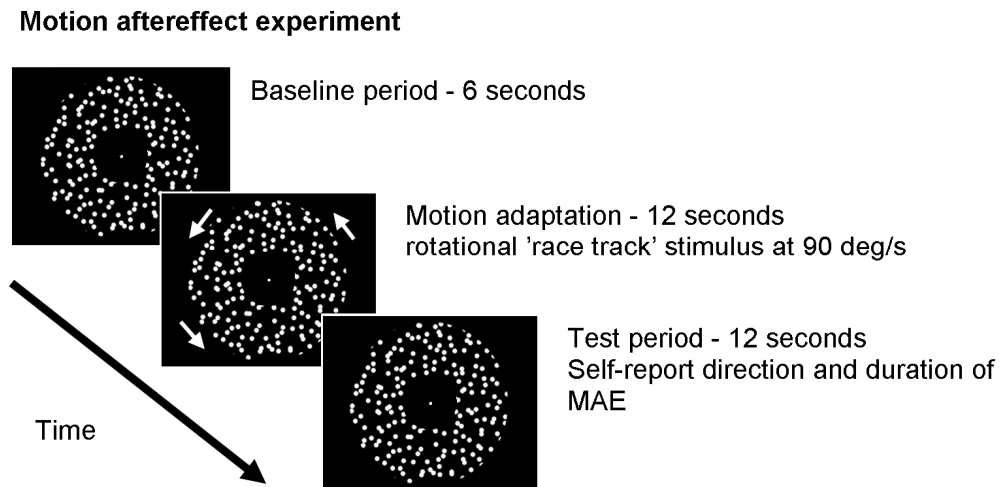 Motion aftereffect experiment
Baseline period - 6 seconds
Motion adaptation - 12 seconds
rotational ’race track’ stimulus at 90 deg/s
Test period - 12 seconds
Self-report direction and duration of
MAE
Time